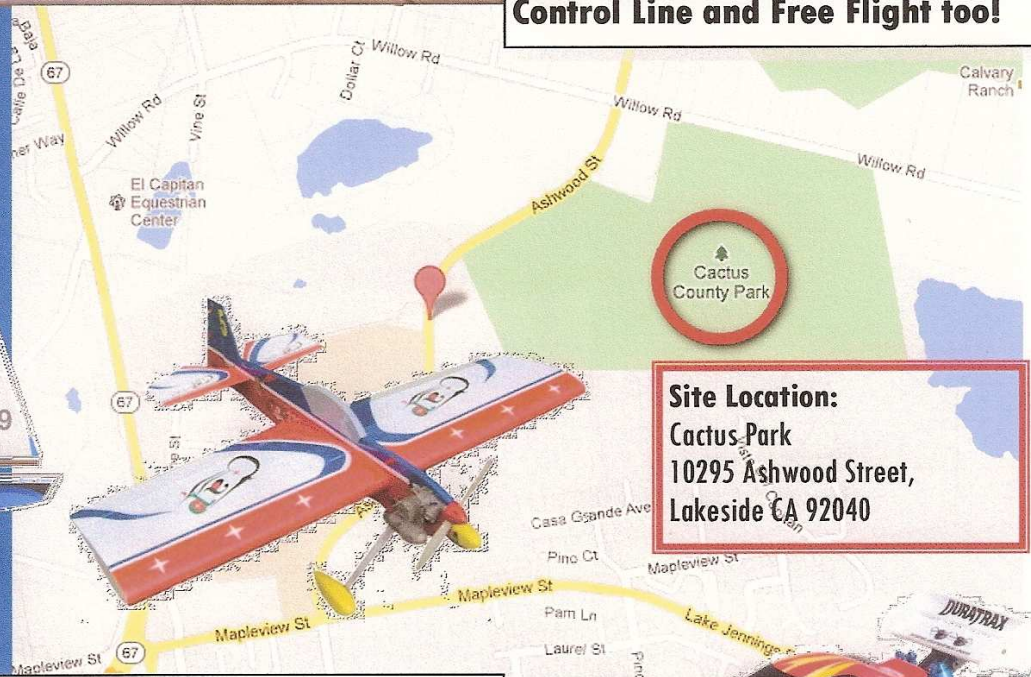 Control Line and Free Flight too!
Baja
67
Willow Rd
Dollar Ct
Willow Rd
Vine St
Willow Rd
Calvary
Ranch
Willow Rd
El Capitan
Equestrian
Center
Ashwood St
Cactus
County Park
67
9
Site Location:
Cactus Park
10295 Ashwood Street,
Lakeside CA 92040
Casa Grande Ave
Pino Ct
Mapleview St
Mapleview St
Pam Ln
Mapleview St
Lake Jennings
DURATRAX
Laurel St
67
Mapleview St